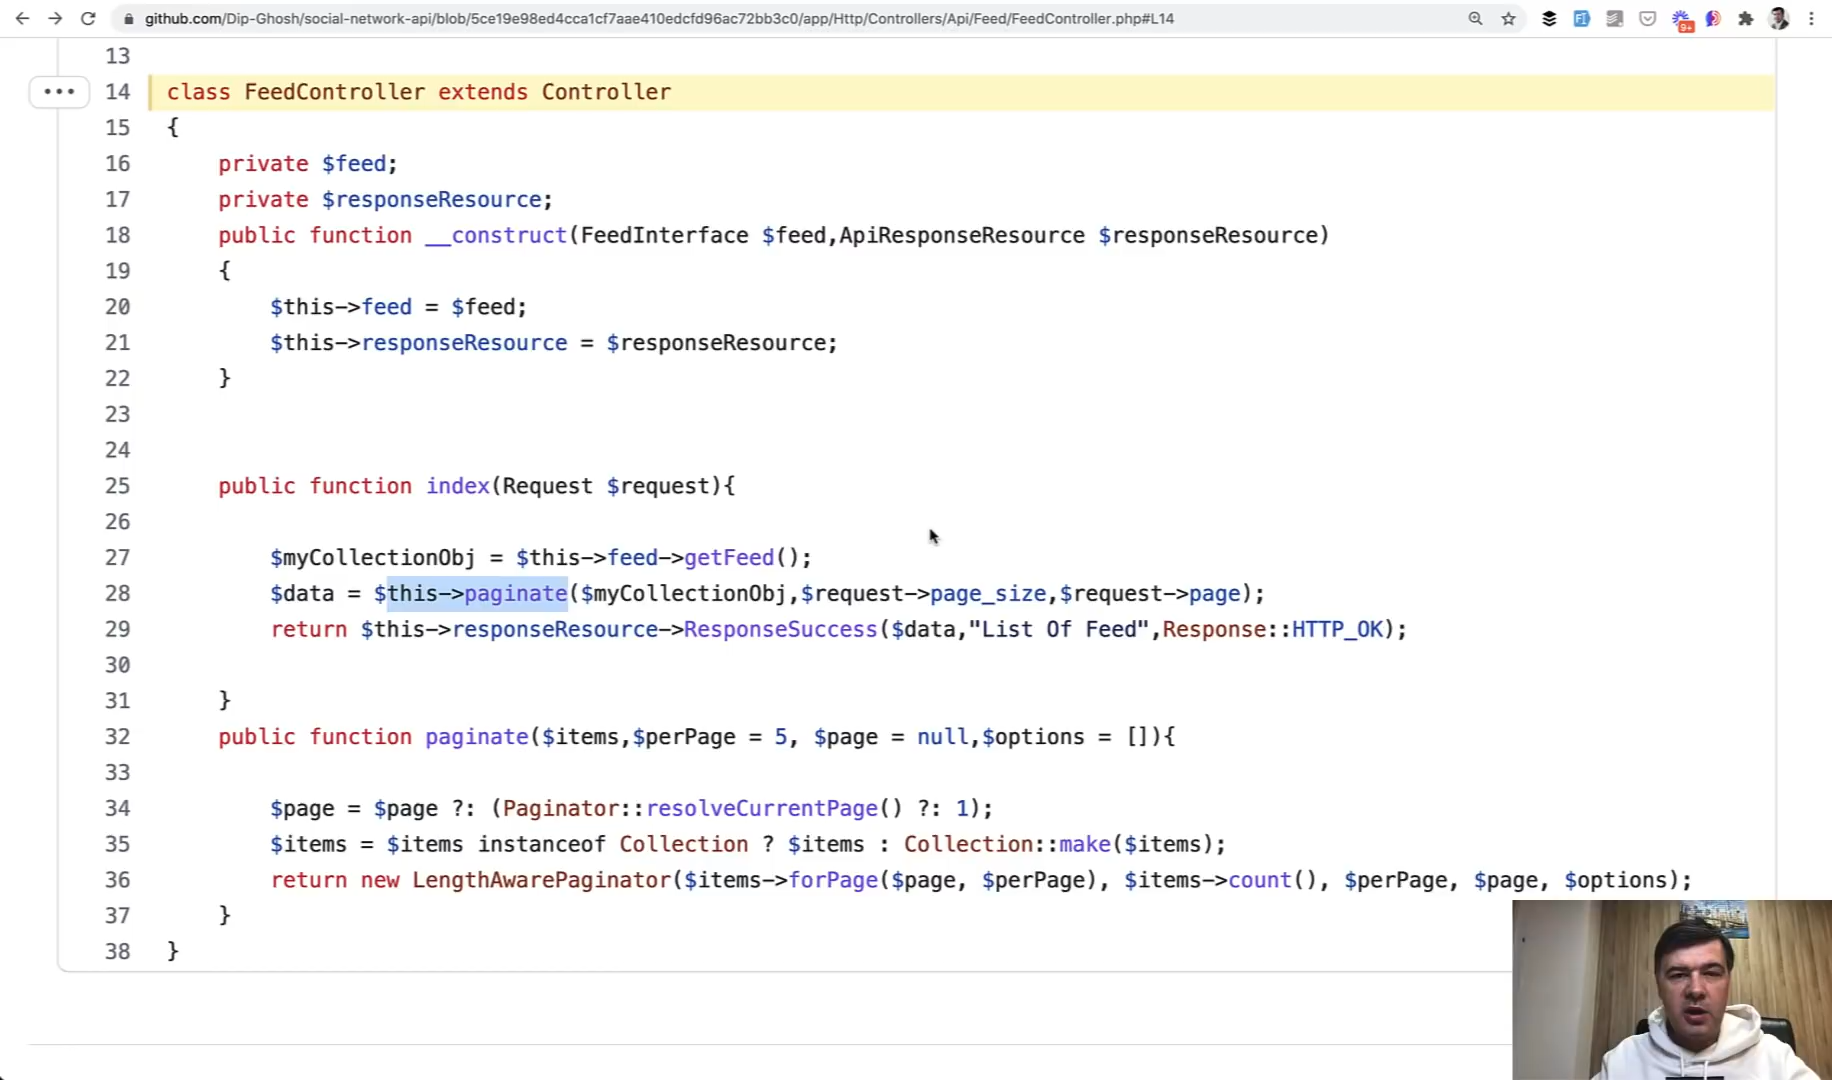 github.com/Dip-Ghosh/social-network-api/blob/5ce19e98ed4cca1cf7aae410edcfd96ac72bb3c0/app/Http/Controllers/Api/Feed/FeedController.php#L14
9+
13
14 class FeedController extends Controller
15 {
16 private $feed;
17 private $responseResource;
18 public function __construct(FeedInterface $feed,ApiResponseResource $responseResource)
19 {
20 $this->feed = $feed;
21 $this->responseResource = $responseResource;
22 }
23
24
25 public function index(Request $request){
26
27 $myCollectionObj = $this->feed->getFeed();
28 $data = $this->paginate($myCollectionObj,$request->page_size,$request->page);
29 return $this->responseResource->ResponseSuccess($data,"List Of Feed",Response::HTTP_OK);
30
31 }
32 public function paginate($items,$perPage = 5, $page = null,$options = []){
33
34 $page = $page ?: (Paginator::resolveCurrentPage() ?: 1);
35 $items = $items instanceof Collection ? $items : Collection::make($items);
36 return new LengthAwarePaginator($items->forPage($page, $perPage), $items->count(), $perPage, $page, $options);
37 }
38 }